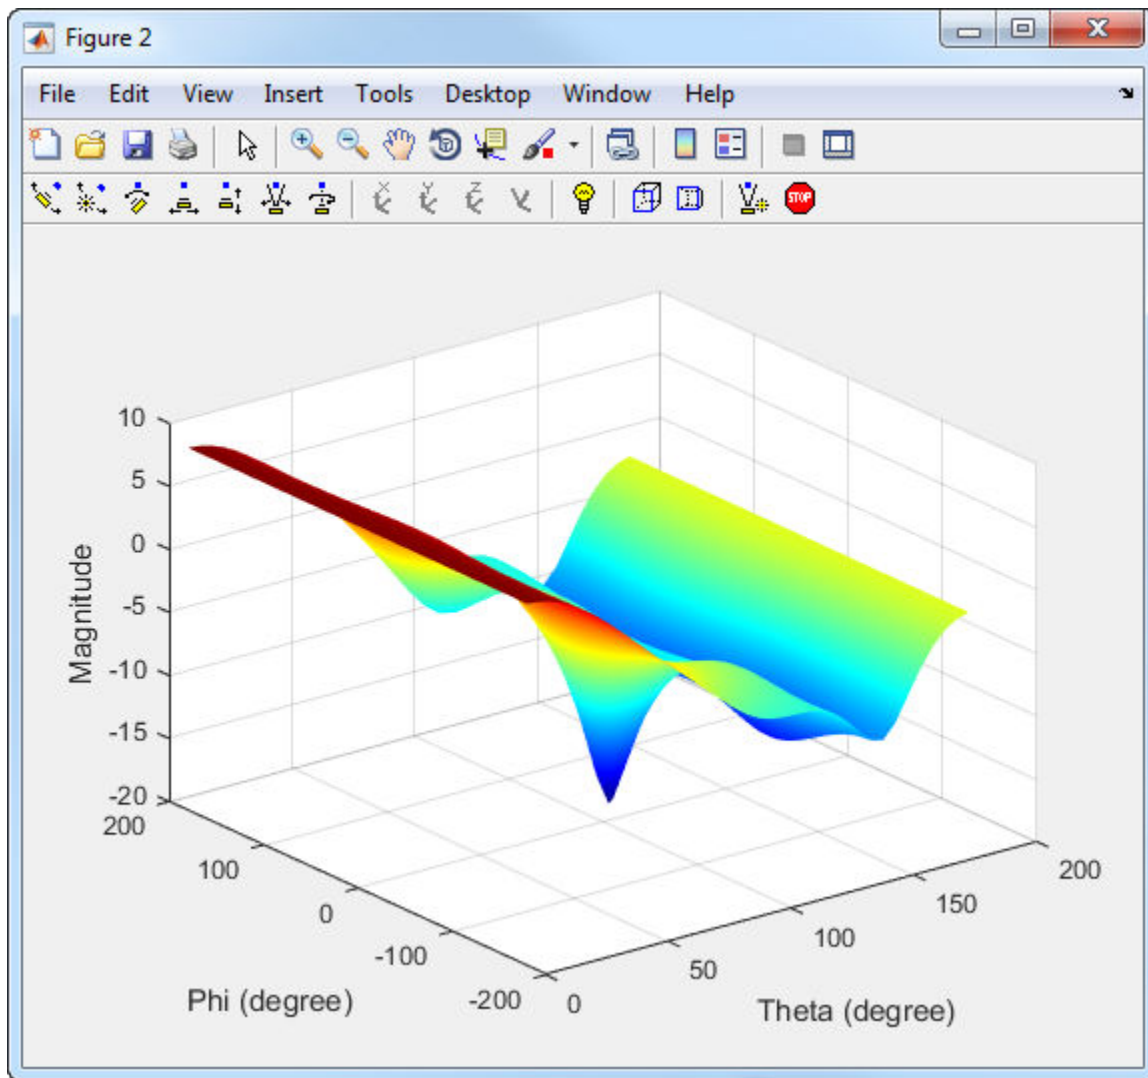 Figure 2
File Edit View Insert Tools Desktop Window Help
X Y Z
STOP
10
5
0
-5
-10
-15
-20
Magnitude
200
100
0
-100
-200
Phi (degree)
0
50
100
150
200
Theta (degree)